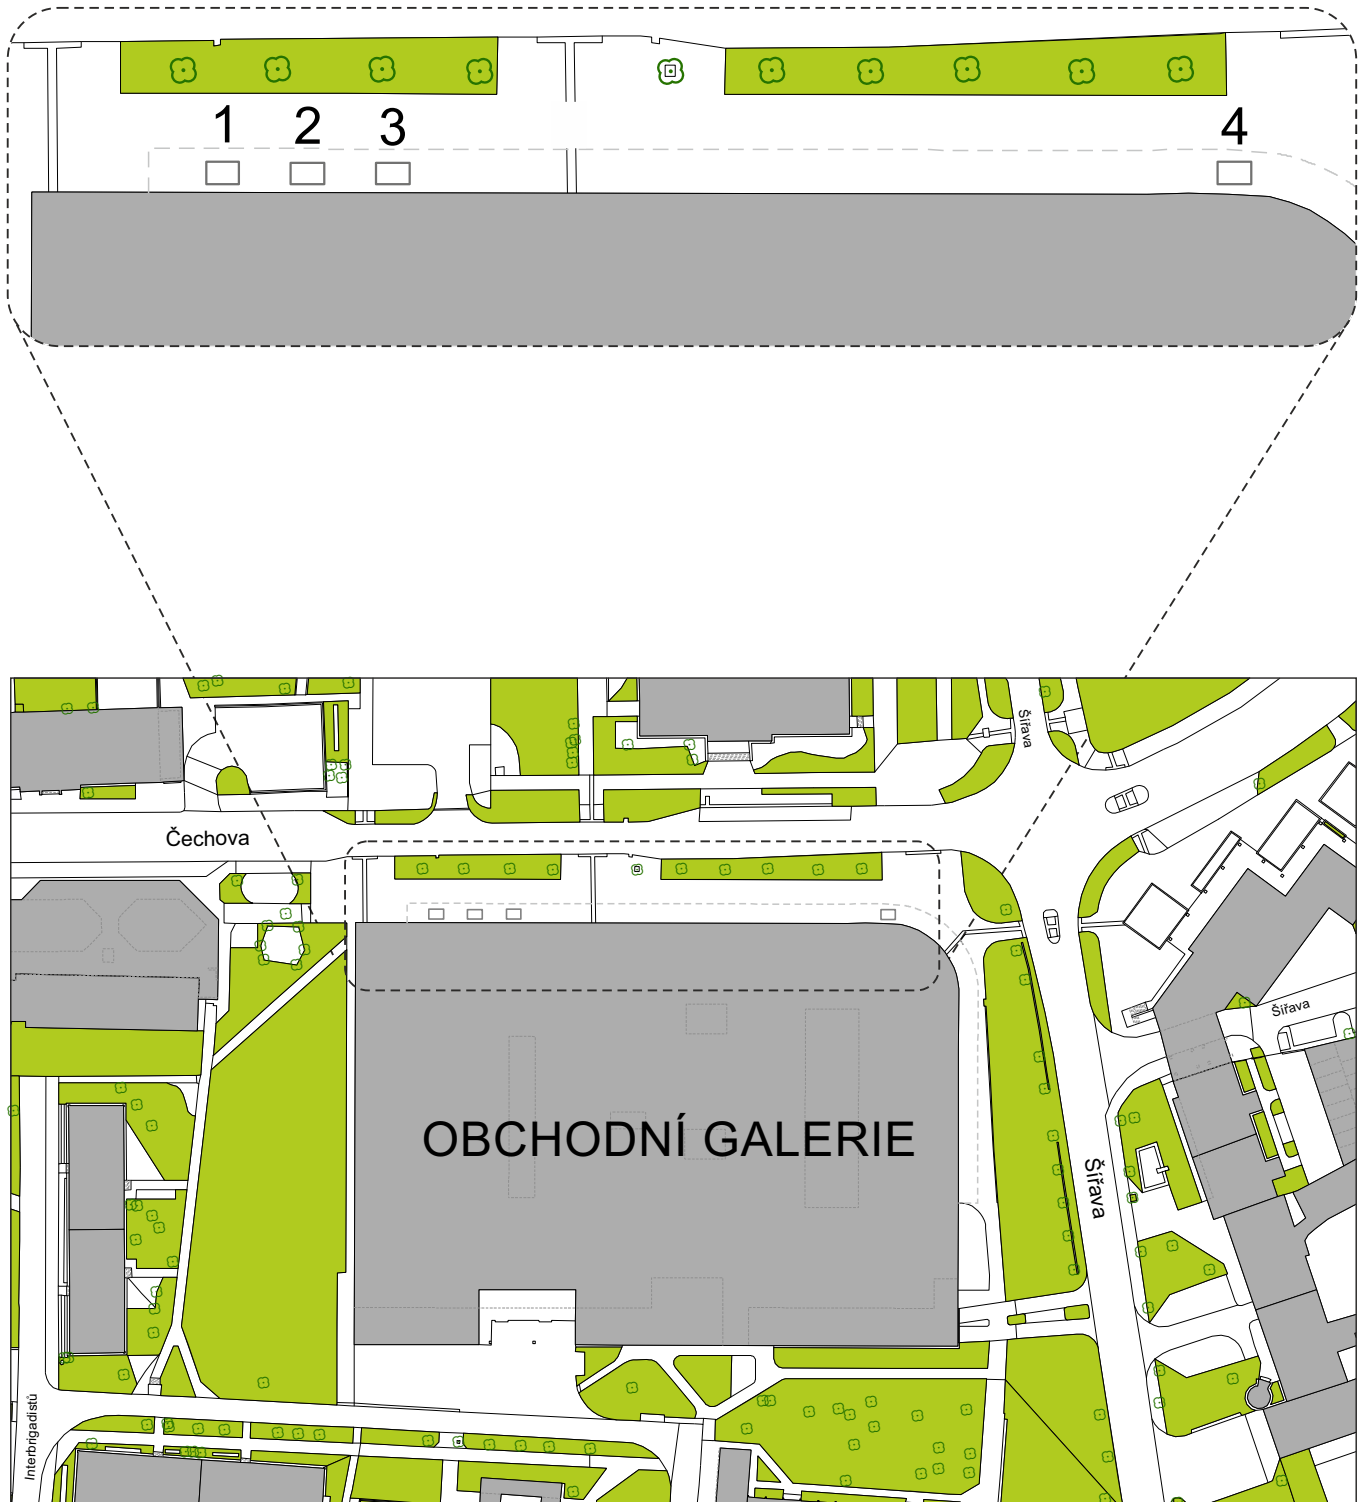 1 2 3 4
Šířava
Čechova
Šířava
OBCHODNÍ GALERIE
Šířava
Interbrigadistů